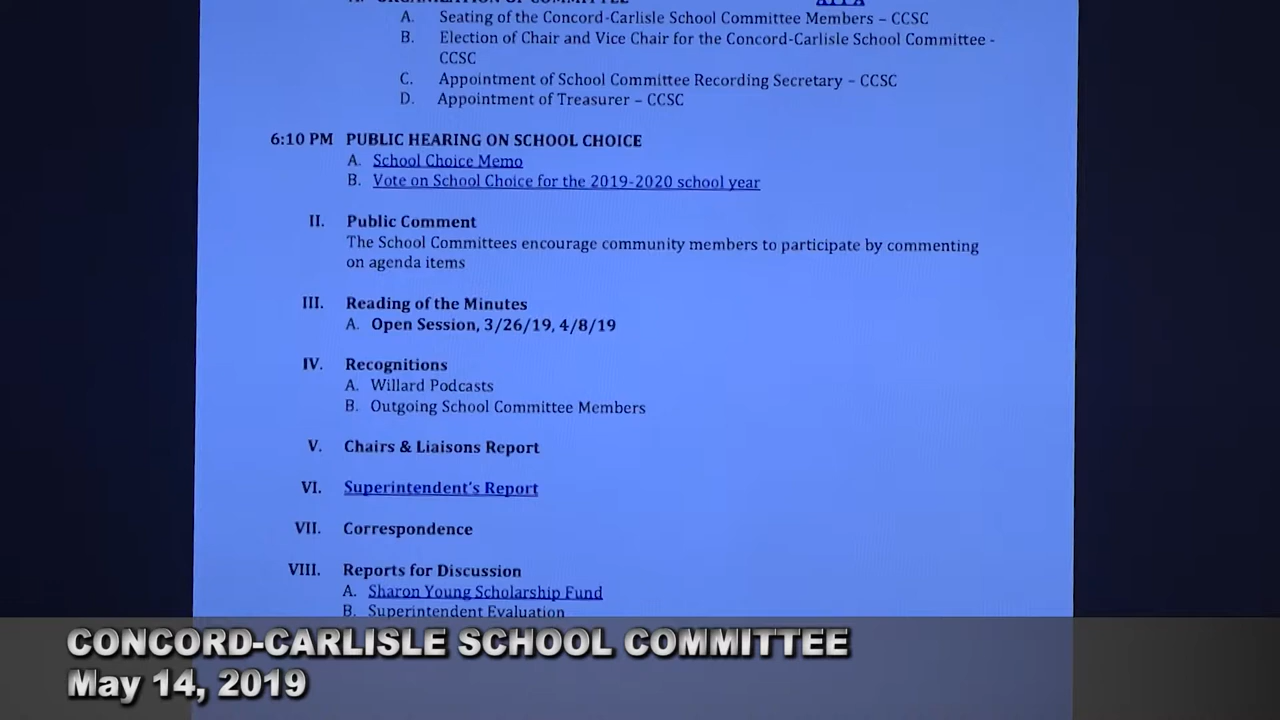 A. Seating of the Concord-Carlisle School Committee Members – CCSC
B. Election of Chair and Vice Chair for the Concord-Carlisle School Committee -
CCSC
C. Appointment of School Committee Recording Secretary – CCSC
D. Appointment of Treasurer – CCSC
6:10 PM PUBLIC HEARING ON SCHOOL CHOICE
A. School Choice Memo
B. Vote on School Choice for the 2019-2020 school year
II. Public Comment
The School Committees encourage community members to participate by commenting
on agenda items
III. Reading of the Minutes
A. Open Session, 3/26/19, 4/8/19
IV. Recognitions
A. Willard Podcasts
B. Outgoing School Committee Members
V. Chairs & Liaisons Report
VI. Superintendent's Report
VII. Correspondence
VIII. Reports for Discussion
A. Sharon Young Scholarship Fund
B. Superintendent Evaluation
CONCORD-CARLISLE SCHOOL COMMITTEE
May 14, 2019